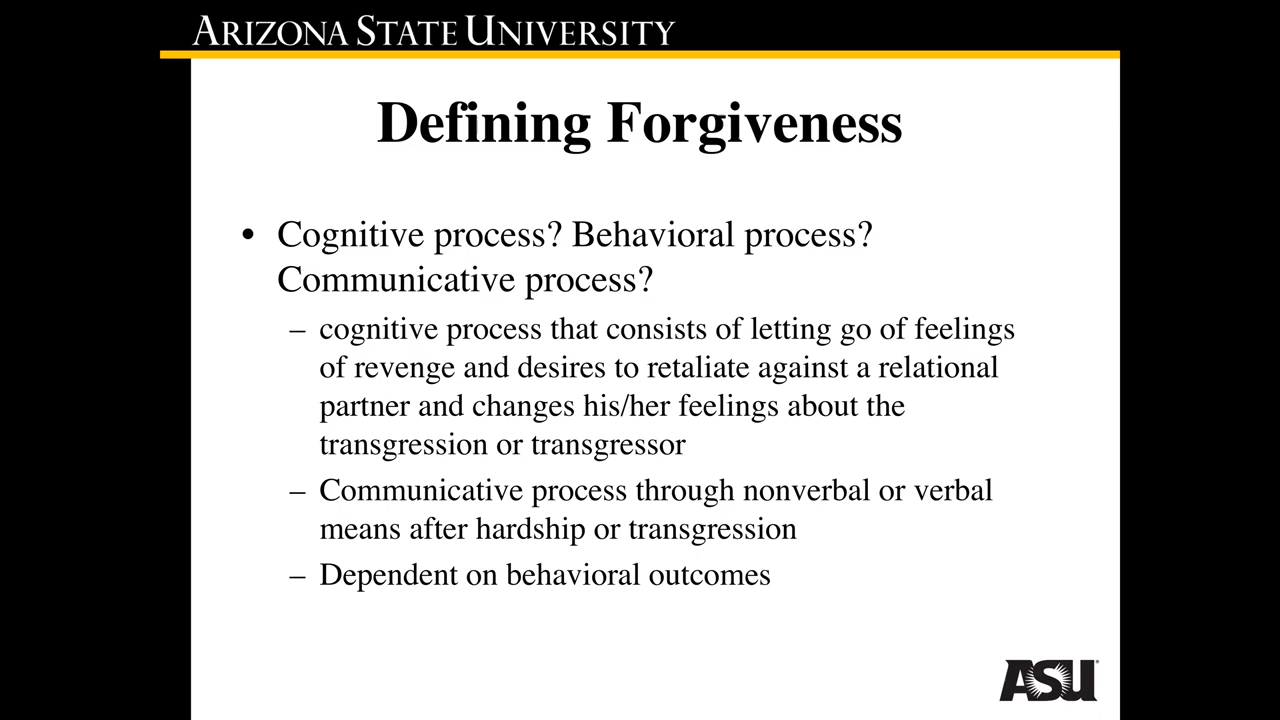 ARIZONA STATE UNIVERSITY
Defining Forgiveness
• Cognitive process? Behavioral process?
Communicative process?
– cognitive process that consists of letting go of feelings
of revenge and desires to retaliate against a relational
partner and changes his/her feelings about the
transgression or transgressor
– Communicative process through nonverbal or verbal
means after hardship or transgression
– Dependent on behavioral outcomes
ASU